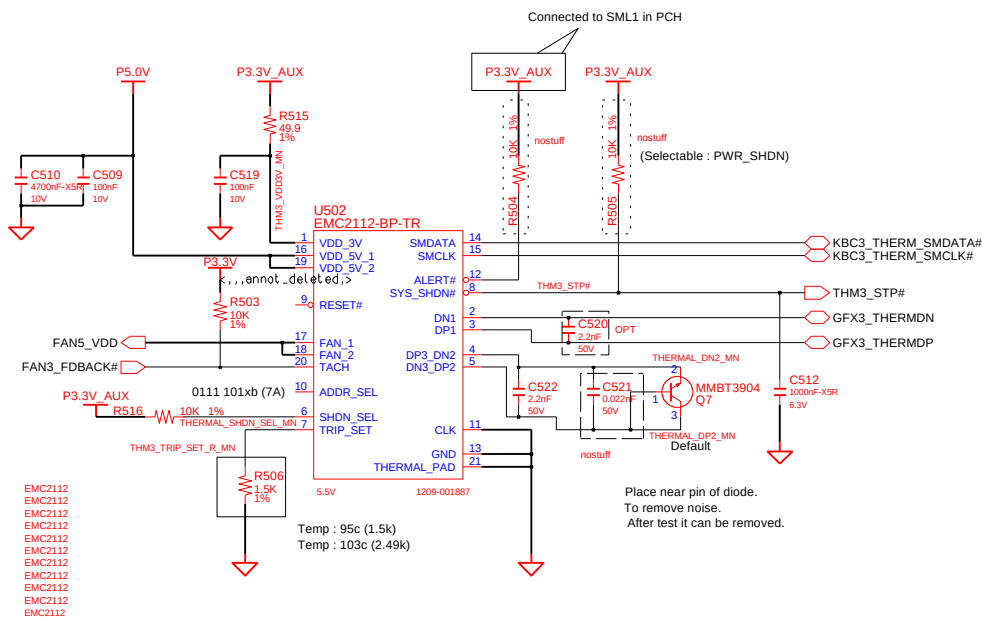 Connected to SML1 in PCH
P5.0V
P3.3V_AUX
P3.3V_AUX
P3.3V_AUX
R515
49.9
1%
10K 1%
nostuff
10K 1%
nostuff
(Selectable : PWR_SHDN)
C510
4700nF-X5R
10V
C509
100nF
10V
C519
100nF
10V
THM3_VDD3V_MN
R504
R505
U502
EMC2112-BP-TR
1 VDD_3V
16 VDD_5V_1
19 VDD_5V_2
SMDATA 14
SMCLK 15
KBC3_THERM_SMDATA#
KBC3_THERM_SMCLK#
P3.3V
<,,,annot_deleted,>
ALERT# 12
SYS_SHDN# 8
THM3_STP#
THM3_STP#
R503
10K
1%
9 RESET#
DN1 2
DP1 3
C520
2.2nF
50V
OPT
GFX3_THERMDN
GFX3_THERMDP
FAN5_VDD
17 FAN_1
18 FAN_2
FAN3_FDBACK#
20 TACH
DP3_DN2 4
DN3_DP2 5
THERMAL_DN2_MN
0111 101xb (7A)
10 ADDR_SEL
C522
2.2nF
50V
C521
0.022nF
50V
2
1
3
MMBT3904
Q7
C512
1000nF-X5R
6.3V
P3.3V_AUX
R516
10K 1%
THERMAL_SHDN_SEL_MN
6 SHDN_SEL
7 TRIP_SET
CLK 11
THERMAL_DP2_MN
Default
nostuff
THM3_TRIP_SET_R_MN
GND 13
THERMAL_PAD 21
R506
1.5K
1%
5.5V
1209-001887
Temp : 95c (1.5k)
Temp : 103c (2.49k)
Place near pin of diode.
To remove noise.
After test it can be removed.
EMC2112
EMC2112
EMC2112
EMC2112
EMC2112
EMC2112
EMC2112
EMC2112
EMC2112
EMC2112
EMC2112